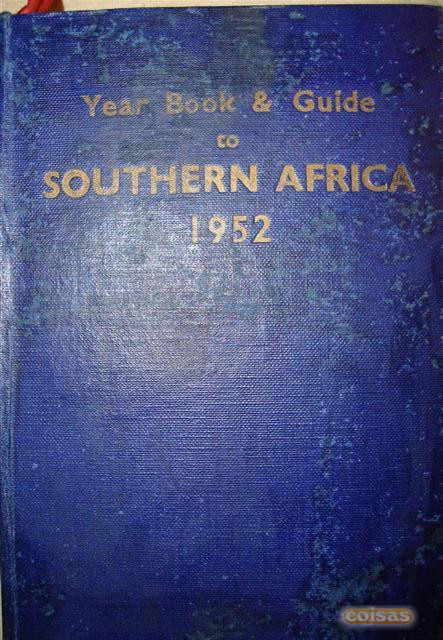 Year Book & Guide
to
SOUTHERN AFRICA
1952
coisas